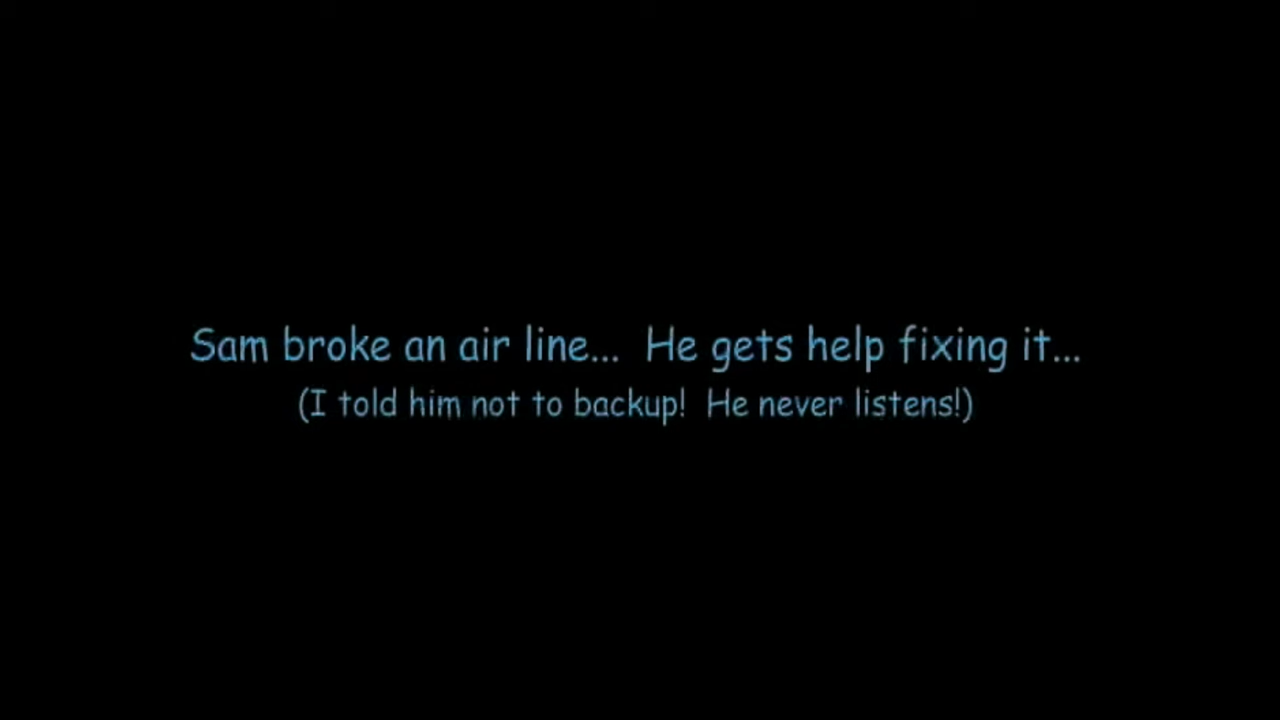 Sam broke an air line...  He gets help fixing it...
(I told him not to backup!  He never listens!)